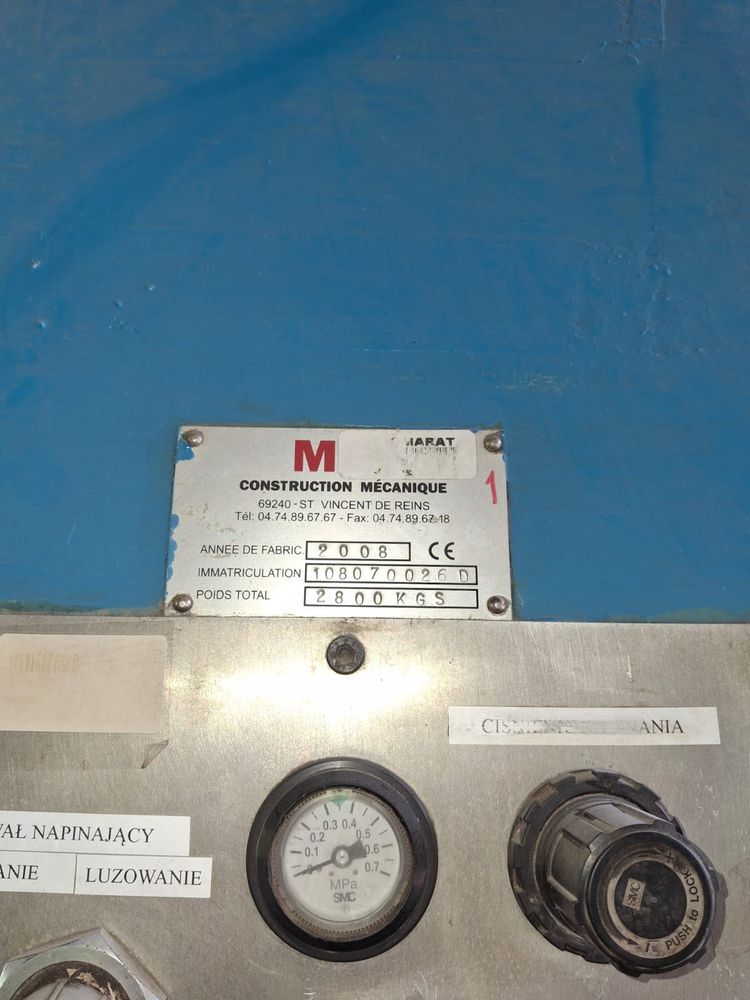 M
MARAT
CONSTRUCTION MÉCANIQUE
69240 - ST VINCENT DE REINS
Tél: 04.74.89.67.67 - Fax: 04.74.89.67.18
1
ANNEE DE FABRIC. 2008 CE
IMMATRICULATION 108070026 D
POIDS TOTAL 2800KGS
WAŁ NAPINAJĄCY
ANIE LUZOWANIE
0 0.1 0.2 0.3 0.4 0.5 0.6 0.7
MPa
SMC
SMC
PUSH to LOCK